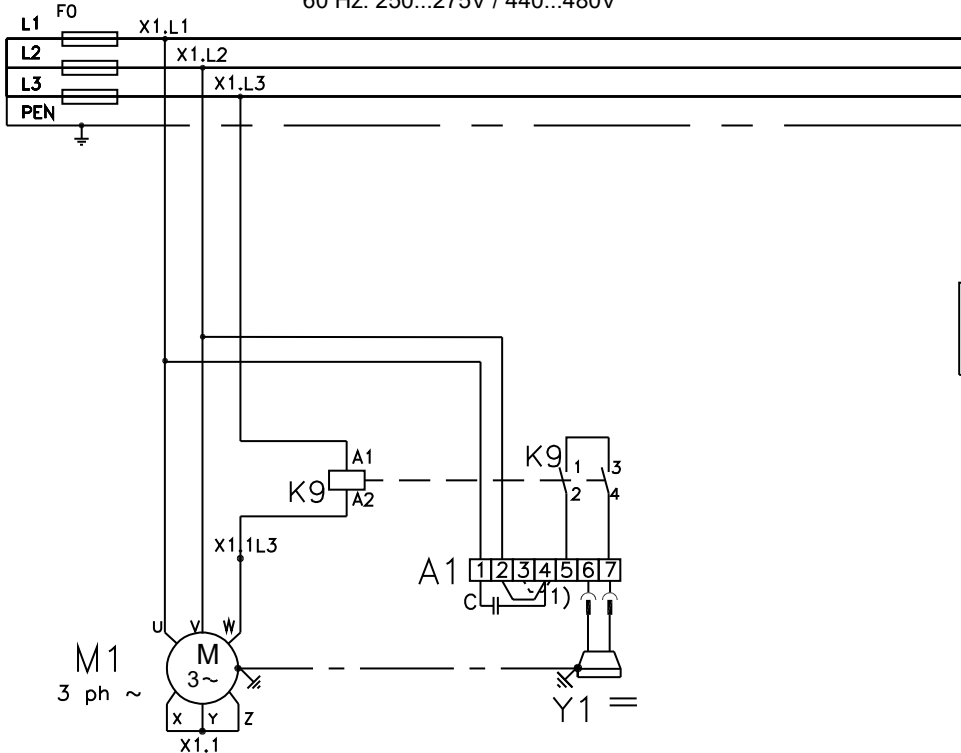 60 Hz: 250...275V / 440...480V
F0
L1 X1.L1
L2 X1.L2
L3 X1.L3
PEN
A1
K9
A2
K9
1 3
2 4
X1.1L3
A1 1 2 3 4 5 6 7
C 1)
U V W
M1
M
3~
3 ph ~
X Y Z
X1.1
Y1 =